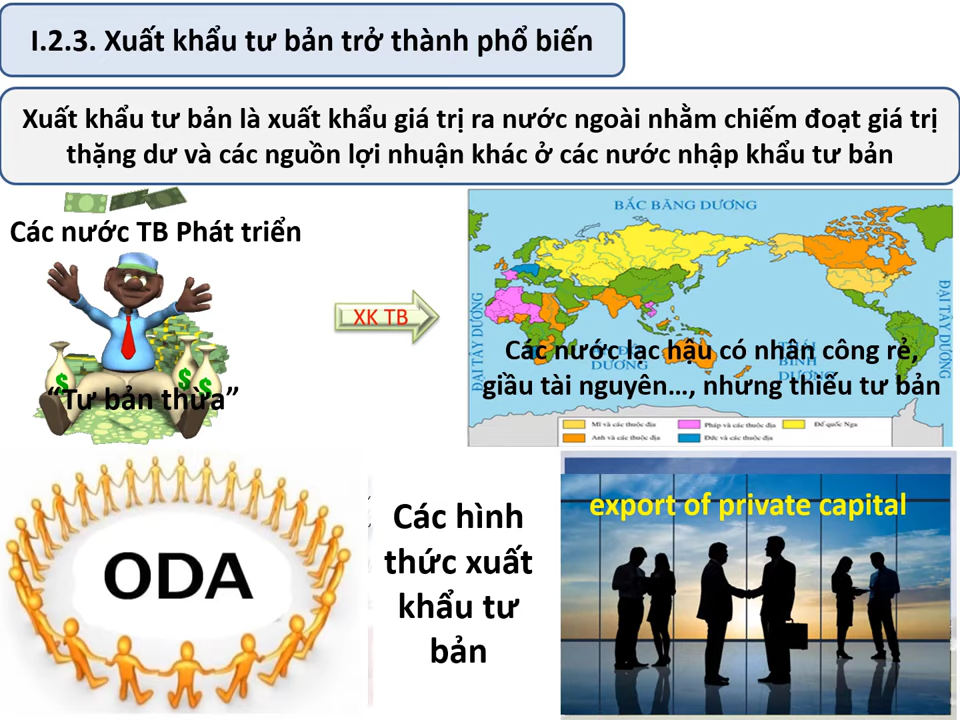 I.2.3. Xuất khẩu tư bản trở thành phổ biến
Xuất khẩu tư bản là xuất khẩu giá trị ra nước ngoài nhằm chiếm đoạt giá trị
thặng dư và các nguồn lợi nhuận khác ở các nước nhập khẩu tư bản
Các nước TB Phát triển
$
$
$
“Tư bản thừa”
XK TB
BẮC BĂNG DƯƠNG
ĐẠI TÂY DƯƠNG
ĐẠI TÂY DƯƠNG
DƯƠNG
BÌNH
DƯƠNG
Các nước lạc hậu có nhân công rẻ,
giầu tài nguyên…, nhưng thiếu tư bản
Mĩ và các thuộc địa
Pháp và các thuộc địa
Đế quốc Nga
Anh và các thuộc địa
Đức và các thuộc địa
ODA
Các hình
thức xuất
khẩu tư
bản
export of private capital